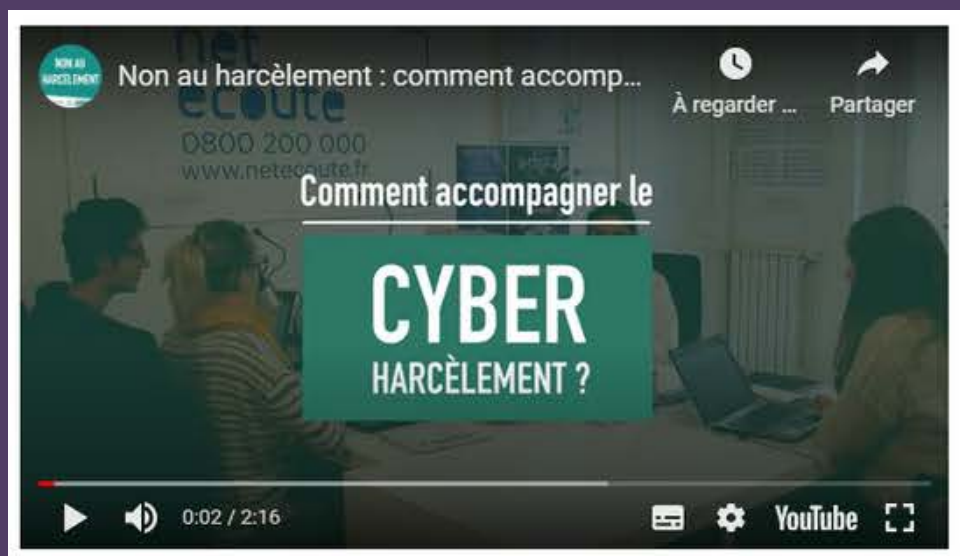 NON AU
HARCÈLEMENT
Non au harcèlement : comment accomp...
À regarder ...
Partager
net
écoute
0800 200 000
www.netecoute.fr
Comment accompagner le
CYBER
HARCÈLEMENT ?
0:02 / 2:16
YouTube